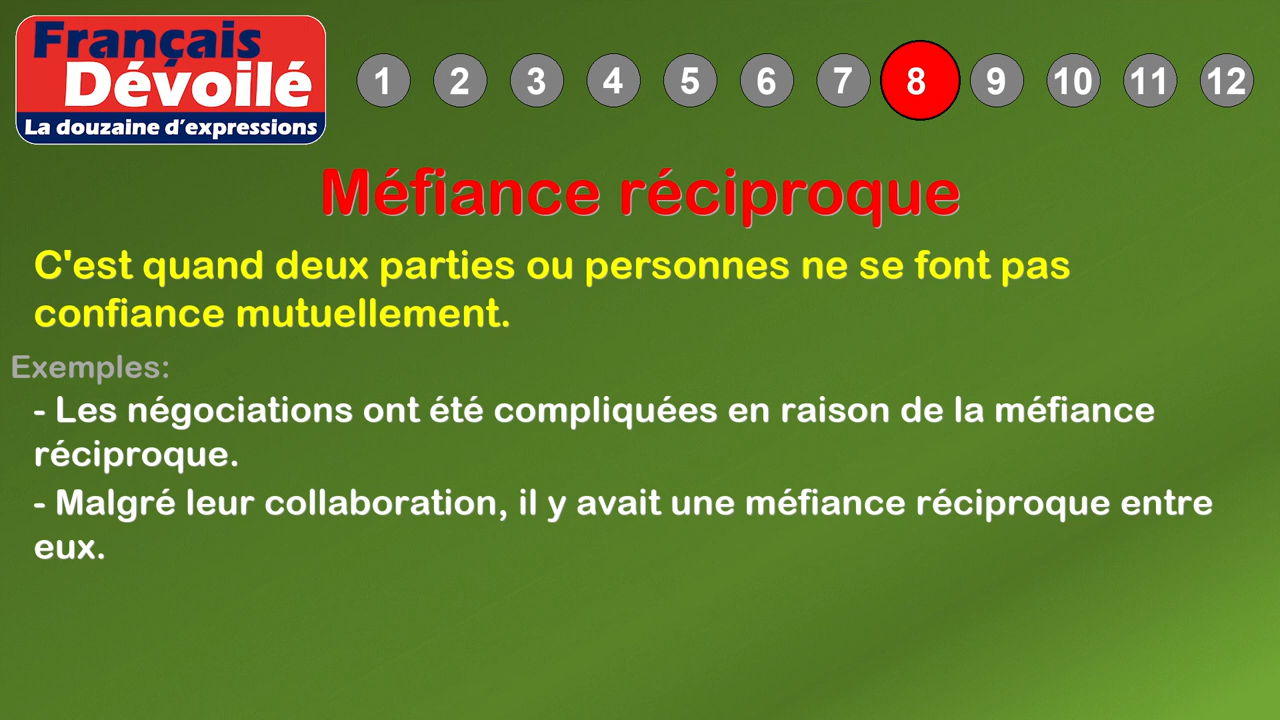 Français
Dévoilé
La douzaine d'expressions
1 2 3 4 5 6 7 8 9 10 11 12
Méfiance réciproque
C'est quand deux parties ou personnes ne se font pas
confiance mutuellement.
Exemples:
- Les négociations ont été compliquées en raison de la méfiance
réciproque.
- Malgré leur collaboration, il y avait une méfiance réciproque entre
eux.